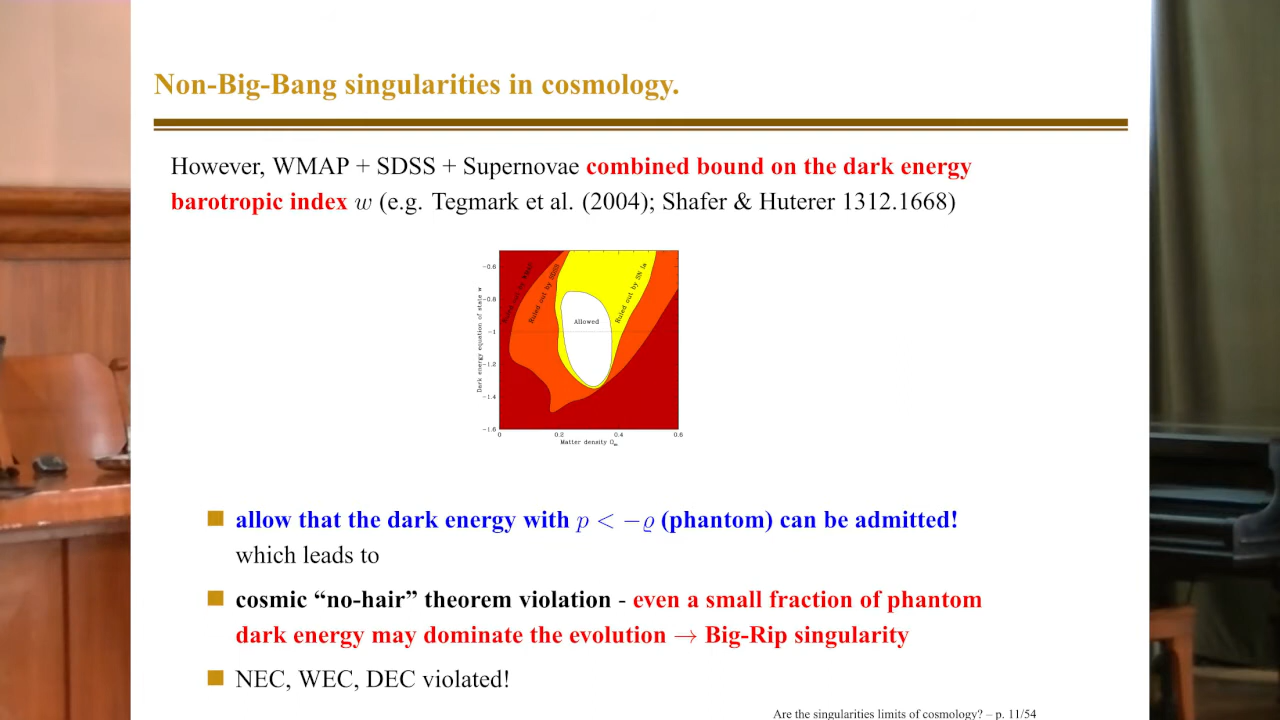 Non-Big-Bang singularities in cosmology.
However, WMAP + SDSS + Supernovae combined bound on the dark energy
barotropic index w (e.g. Tegmark et al. (2004); Shafer & Huterer 1312.1668)
Ruled out by WMAP
Ruled out by SDSS
Ruled out by SN Ia
Allowed
Dark energy equation of state w
−0.6
−0.8
−1
−1.2
−1.4
−1.6
0 0.2 0.4 0.6
Matter density Ωm
allow that the dark energy with p < −ϱ (phantom) can be admitted!
which leads to
cosmic “no-hair” theorem violation - even a small fraction of phantom
dark energy may dominate the evolution → Big-Rip singularity
NEC, WEC, DEC violated!
Are the singularities limits of cosmology? – p. 11/54